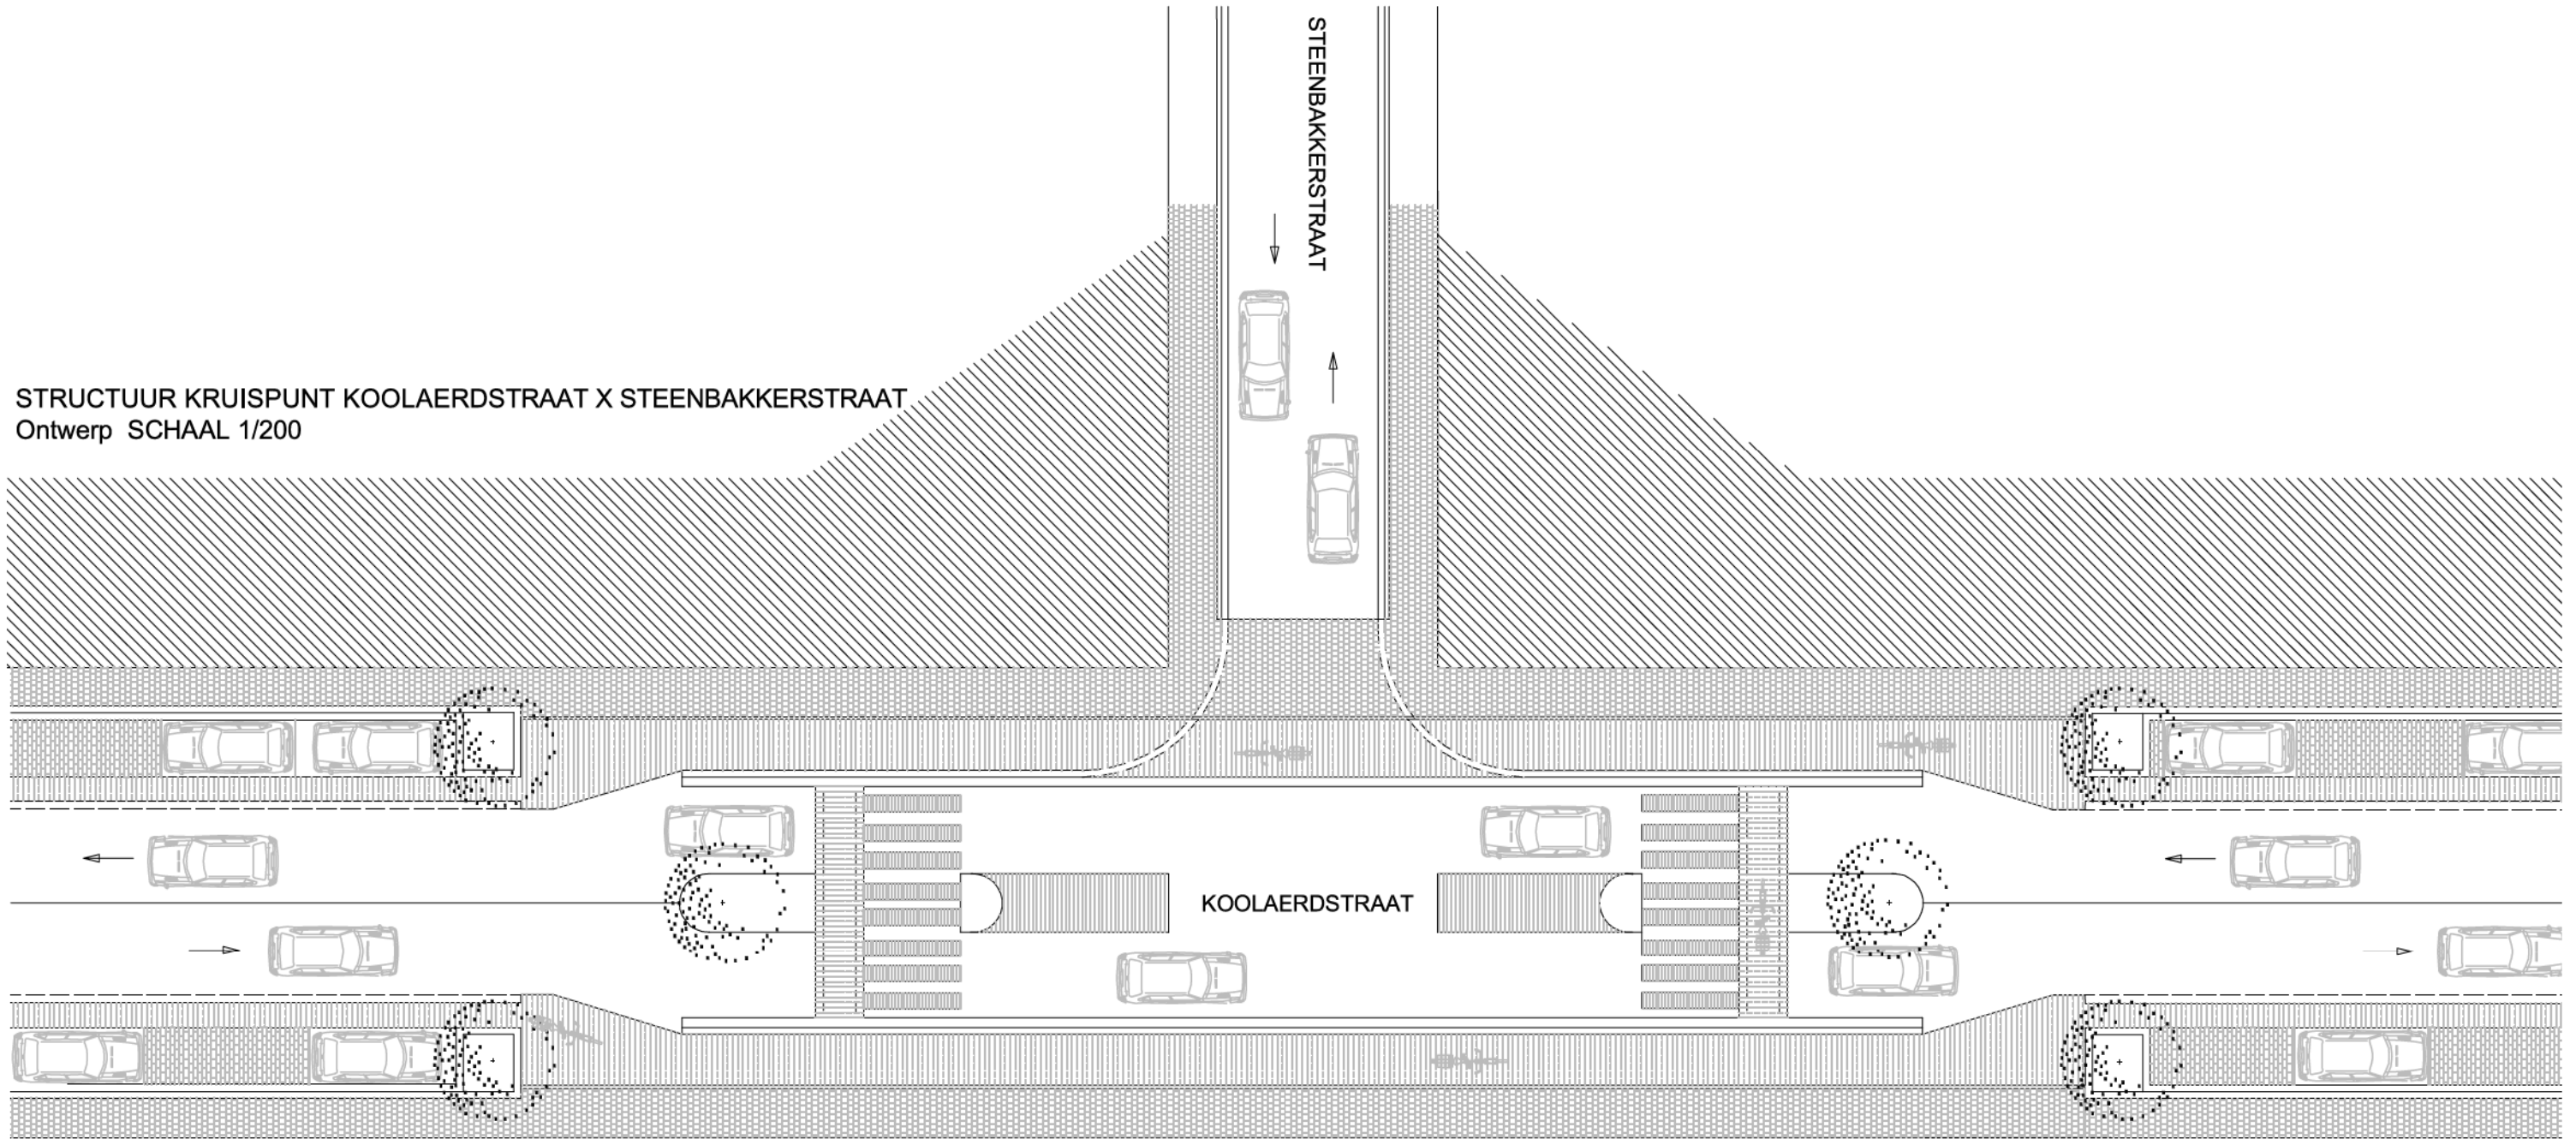 STEENBAKKERSTRAAT
STRUCTUUR KRUISPUNT KOOLAERDSTRAAT X STEENBAKKERSTRAAT
Ontwerp SCHAAL 1/200
KOOLAERDSTRAAT